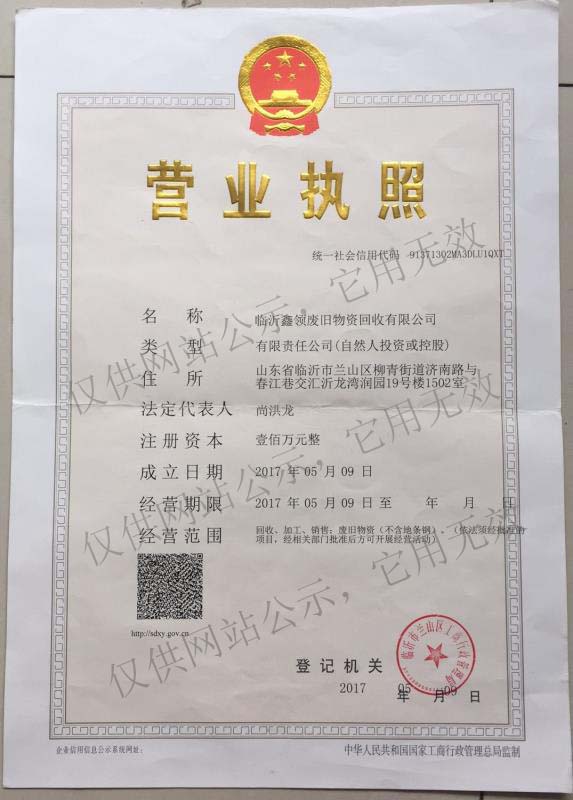 营业执照
统一社会信用代码 91371302MA3DLU1QXT
名 称 临沂鑫领废旧物资回收有限公司
类 型 有限责任公司(自然人投资或控股)
住 所 山东省临沂市兰山区柳青街道济南路与
春江巷交汇沂龙湾润园19号楼1502室
法定代表人 尚洪龙
注册资本 壹佰万元整
成立日期 2017 年 05 月 09 日
经营期限 2017 年 05 月 09 日 至 年 月 日
经营范围 回收、加工、销售：废旧物资（不含地条钢）。（依法须经批准的
项目，经相关部门批准后方可开展经营活动）
http://sdxy.gov.cn
登记机关
临沂市兰山区工商行政管理局
2017 年 05 月 09 日
企业信用信息公示系统网址：
中华人民共和国国家工商行政管理总局监制
仅供网站公示，它用无效
仅供网站公示，它用无效
仅供网站公示，它用无效